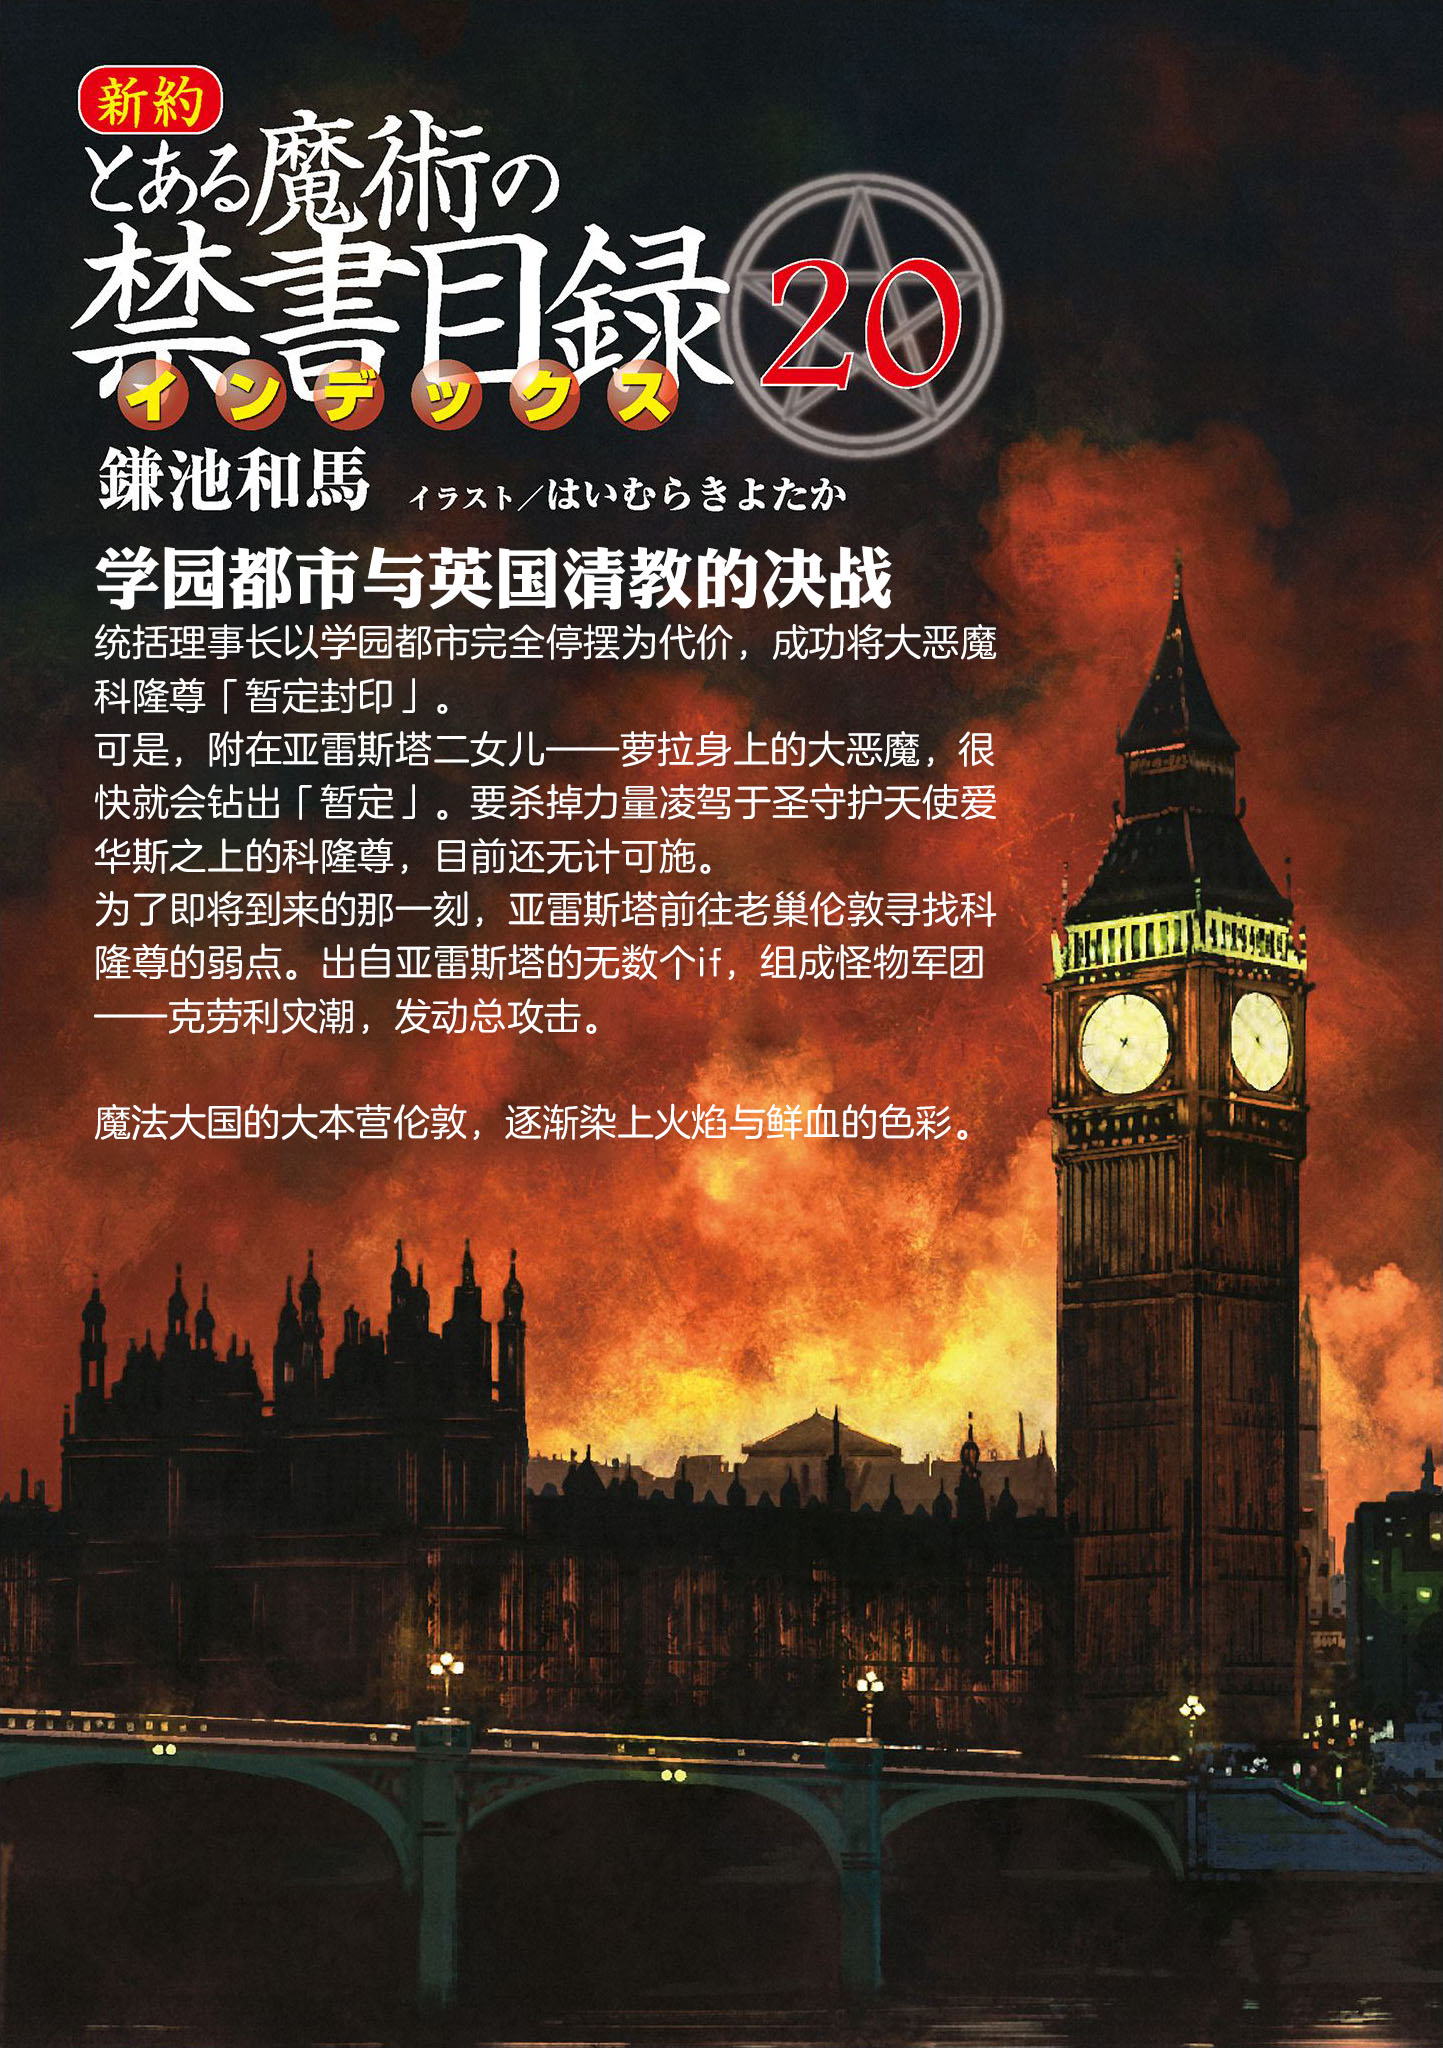 新約
とある魔術の
禁書目録
インデックス
20
鎌池和馬 イラスト／はいむらきよたか
学园都市与英国清教的决战
统括理事长以学园都市完全停摆为代价，成功将大恶魔
科隆尊「暂定封印」。
可是，附在亚雷斯塔二女儿——萝拉身上的大恶魔，很
快就会钻出「暂定」。要杀掉力量凌驾于圣守护天使爱
华斯之上的科隆尊，目前还无计可施。
为了即将到来的那一刻，亚雷斯塔前往老巢伦敦寻找科
隆尊的弱点。出自亚雷斯塔的无数个if，组成怪物军团
——克劳利灾潮，发动总攻击。
魔法大国的大本营伦敦，逐渐染上火焰与鲜血的色彩。